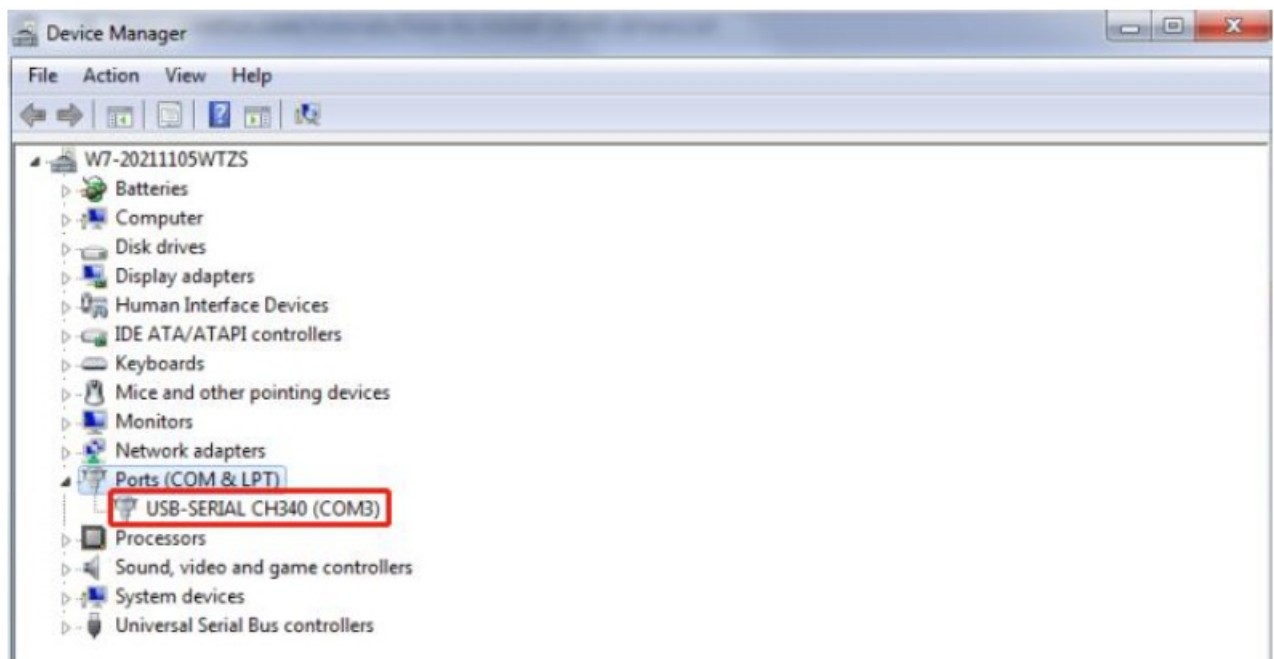 Device Manager
File Action View Help
W7-20211105WTZS
Batteries
Computer
Disk drives
Display adapters
Human Interface Devices
IDE ATA/ATAPI controllers
Keyboards
Mice and other pointing devices
Monitors
Network adapters
Ports (COM & LPT)
USB-SERIAL CH340 (COM3)
Processors
Sound, video and game controllers
System devices
Universal Serial Bus controllers